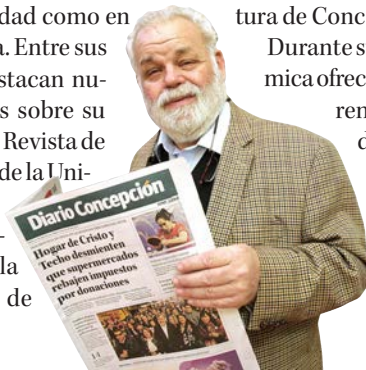 dad como en
a. Entre sus
stacan nu-
s sobre su
Revista de
de la Uni-
-
la
de
tura de Conc
Durante s
mica ofrec
ren
d
Diario Concepción
Hogar de Cristo y
Techo desmienten
que supermercados
rebajen impuestos
por donaciones
14